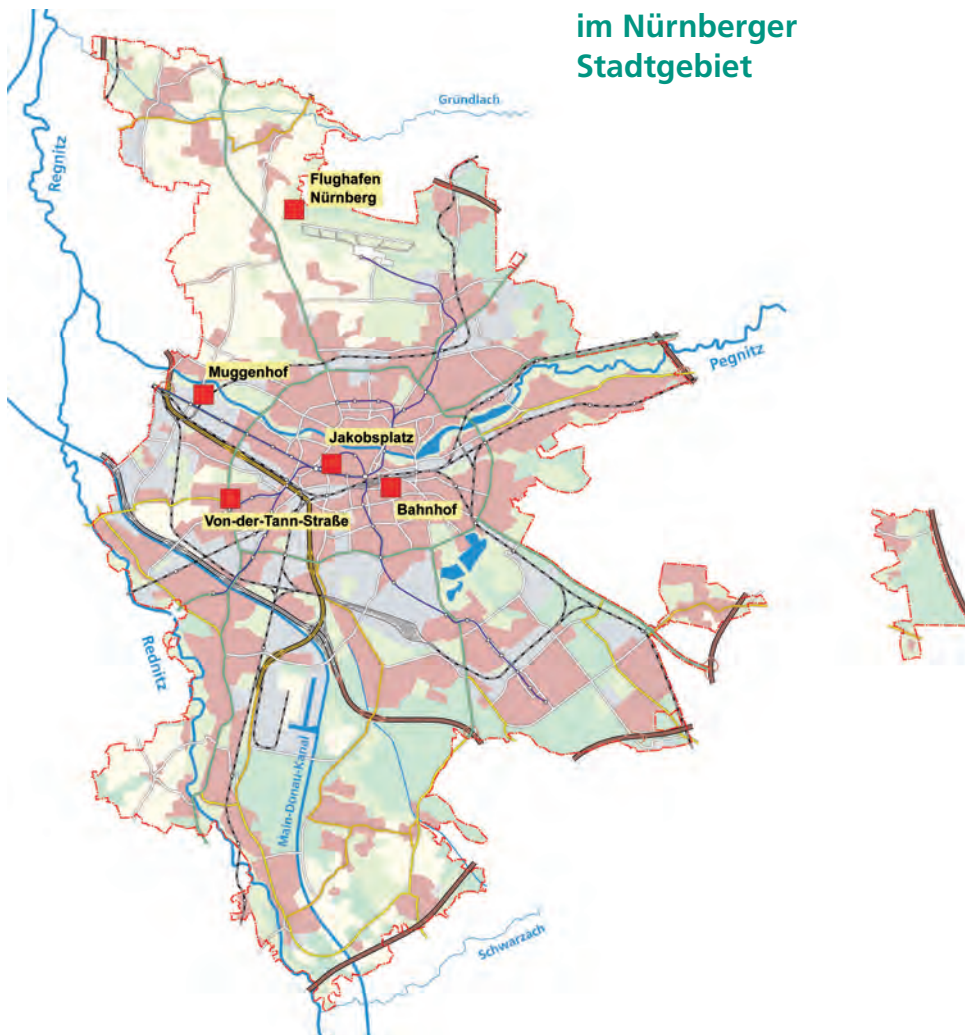 im Nürnberger
Stadtgebiet
Gründlach
Regnitz
Flughafen
Nürnberg
Pegnitz
Muggenhof
Jakobsplatz
Bahnhof
Von-der-Tann-Straße
Rednitz
Main-Donau-Kanal
Schwarzach